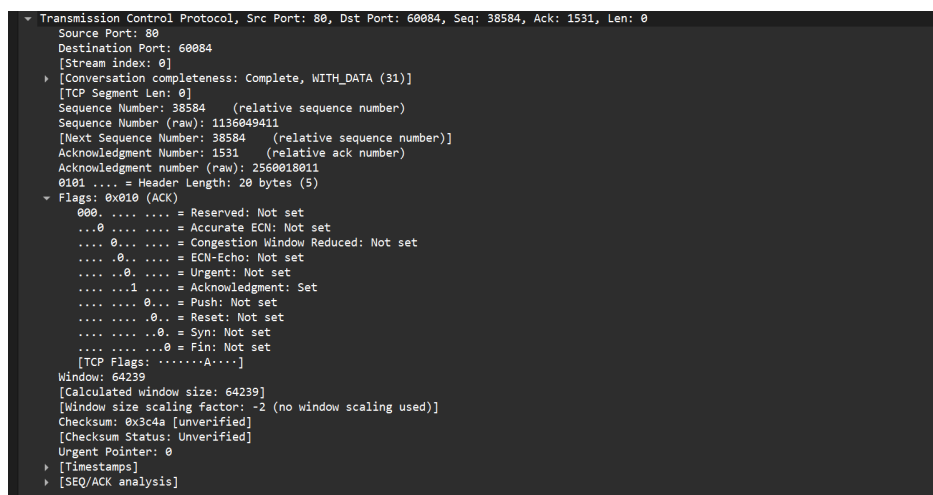 Transmission Control Protocol, Src Port: 80, Dst Port: 60084, Seq: 38584, Ack: 1531, Len: 0
Source Port: 80
Destination Port: 60084
[Stream index: 0]
[Conversation completeness: Complete, WITH_DATA (31)]
[TCP Segment Len: 0]
Sequence Number: 38584    (relative sequence number)
Sequence Number (raw): 1136049411
[Next Sequence Number: 38584    (relative sequence number)]
Acknowledgment Number: 1531    (relative ack number)
Acknowledgment number (raw): 2560018011
0101 .... = Header Length: 20 bytes (5)
Flags: 0x010 (ACK)
000. .... .... = Reserved: Not set
...0 .... .... = Accurate ECN: Not set
.... 0... .... = Congestion Window Reduced: Not set
.... .0.. .... = ECN-Echo: Not set
.... ..0. .... = Urgent: Not set
.... ...1 .... = Acknowledgment: Set
.... .... 0... = Push: Not set
.... .... .0.. = Reset: Not set
.... .... ..0. = Syn: Not set
.... .... ...0 = Fin: Not set
[TCP Flags: ·······A····]
Window: 64239
[Calculated window size: 64239]
[Window size scaling factor: -2 (no window scaling used)]
Checksum: 0x3c4a [unverified]
[Checksum Status: Unverified]
Urgent Pointer: 0
[Timestamps]
[SEQ/ACK analysis]